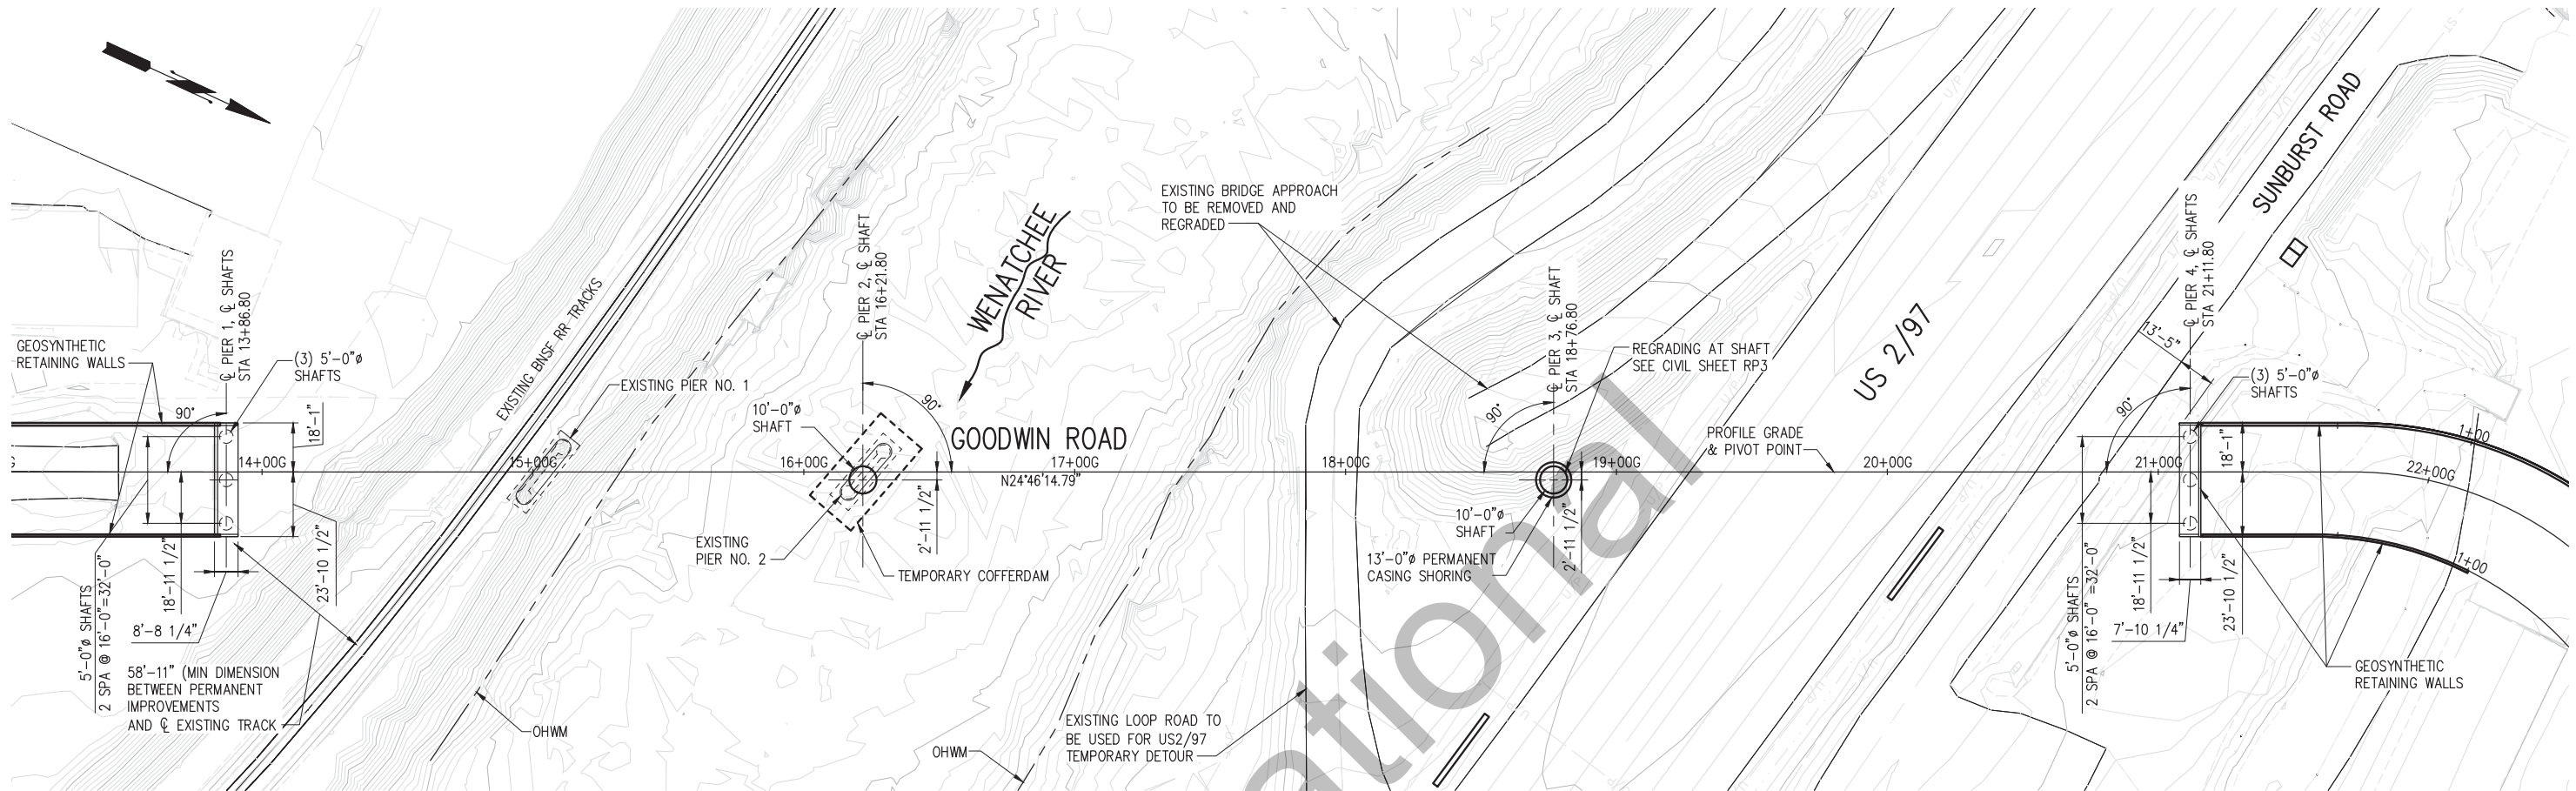 GEOSYNTHETIC
RETAINING WALLS
℄ PIER 1, ℄ SHAFTS
STA 13+86.80
(3) 5'-0"ø
SHAFTS
90°
18'-1"
14+00G
5'-0"ø SHAFTS
2 SPA @ 16'-0"=32'-0"
18'-11 1/2"
8'-8 1/4"
23'-10 1/2"
58'-11" (MIN DIMENSION
BETWEEN PERMANENT
IMPROVEMENTS
AND ℄ EXISTING TRACK
EXISTING BNSF RR TRACKS
EXISTING PIER NO. 1
15+00G
OHWM
℄ PIER 2, ℄ SHAFT
STA 16+21.80
10'-0"ø
SHAFT
90°
16+00G
EXISTING
PIER NO. 2
2'-11 1/2"
TEMPORARY COFFERDAM
WENATCHEE
RIVER
GOODWIN ROAD
17+00G
N24°46'14.79"
OHWM
EXISTING BRIDGE APPROACH
TO BE REMOVED AND
REGRADED
18+00G
EXISTING LOOP ROAD TO
BE USED FOR US2/97
TEMPORARY DETOUR
℄ PIER 3, ℄ SHAFT
STA 18+76.80
REGRADING AT SHAFT
SEE CIVIL SHEET RP3
90°
19+00G
10'-0"ø
SHAFT
13'-0"ø PERMANENT
CASING SHORING
2'-11 1/2"
PROFILE GRADE
& PIVOT POINT
US 2/97
20+00G
SUNBURST ROAD
℄ PIER 4, ℄ SHAFTS
STA 21+11.80
13'-5"
(3) 5'-0"ø
SHAFTS
90°
21+00G
18'-1"
1+00
22+00G
1+00
5'-0"ø SHAFTS
2 SPA @ 16'-0" =32'-0"
18'-11 1/2"
7'-10 1/4"
23'-10 1/2"
GEOSYNTHETIC
RETAINING WALLS
ational